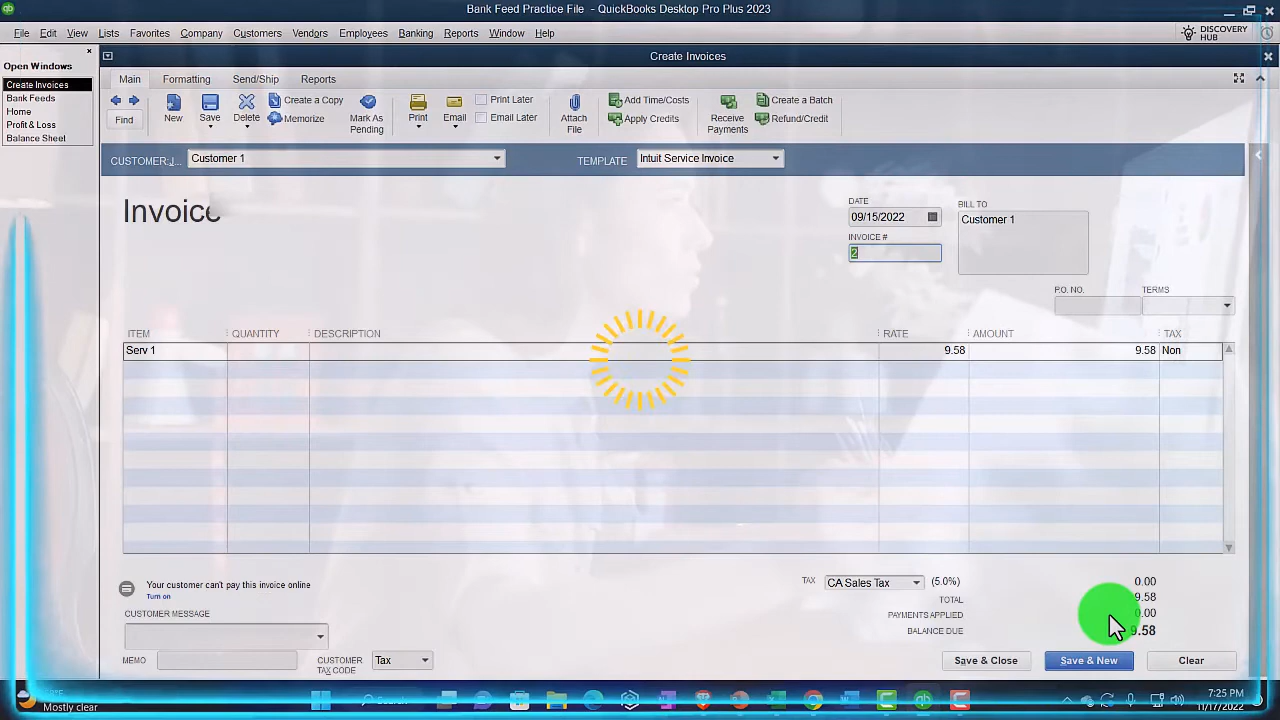 Bank Feed Practice File - QuickBooks Desktop Pro Plus 2023
File Edit View Lists Favorites Company Customers Vendors Employees Banking Reports Window Help
DISCOVERY HUB
Open Windows
Create Invoices
Bank Feeds
Home
Profit & Loss
Balance Sheet
Create Invoices
Main Formatting Send/Ship Reports
Find
New
Save
Delete
Create a Copy
Memorize
Mark As Pending
Print
Email
Print Later
Email Later
Attach File
Add Time/Costs
Apply Credits
Receive Payments
Create a Batch
Refund/Credit
CUSTOMER:J... Customer 1 TEMPLATE Intuit Service Invoice
Invoice
DATE
09/15/2022
INVOICE #
2
BILL TO
Customer 1
P.O. NO. TERMS
ITEM QUANTITY DESCRIPTION RATE AMOUNT TAX
Serv 1 9.58 9.58 Non
Your customer can't pay this invoice online
Turn on
CUSTOMER MESSAGE
MEMO
CUSTOMER TAX CODE Tax
TAX CA Sales Tax (5.0%) 0.00
TOTAL 9.58
PAYMENTS APPLIED 0.00
BALANCE DUE 9.58
Save & Close Save & New Clear
Mostly clear
7:25 PM
11/17/2022